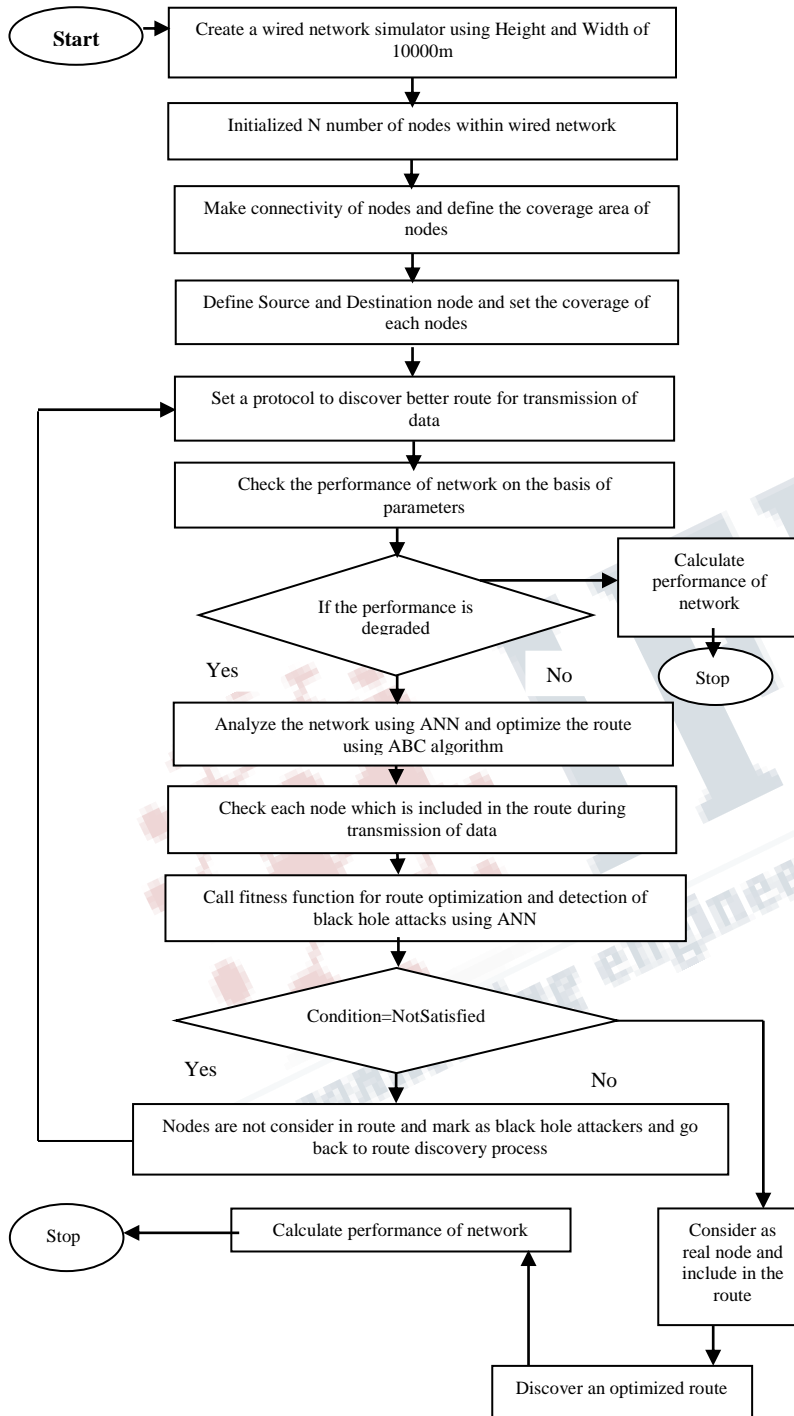 Start
Create a wired network simulator using Height and Width of
10000m
Initialized N number of nodes within wired network
Make connectivity of nodes and define the coverage area of
nodes
Define Source and Destination node and set the coverage of
each nodes
Set a protocol to discover better route for transmission of
data
Check the performance of network on the basis of
parameters
If the performance is
degraded
Calculate
performance of
network
Stop
Yes
No
Analyze the network using ANN and optimize the route
using ABC algorithm
Check each node which is included in the route during
transmission of data
Call fitness function for route optimization and detection of
black hole attacks using ANN
Condition=NotSatisfied
Yes
No
Nodes are not consider in route and mark as black hole attackers and go
back to route discovery process
Stop
Calculate performance of network
Consider as
real node and
include in the
route
Discover an optimized route